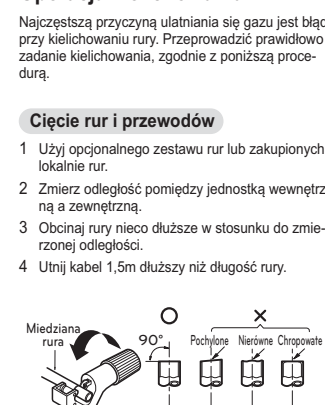 Najczęstszą przyczyną ulatniania się gazu jest błąd
przy kielichowaniu rury. Przeprowadzić prawidłowo
zadanie kielichowania, zgodnie z poniższą proce-
durą.
Cięcie rur i przewodów
1 Użyj opcjonalnego zestawu rur lub zakupionych
lokalnie rur.
2 Zmierz odległość pomiędzy jednostką wewnętrz
ną a zewnętrzną.
3 Obcinaj rury nieco dłuższe w stosunku do zmie-
rzonej odległości.
4 Utnij kabel 1,5m dłuższy niż długość rury.
Miedziana
rura
90°
Pochylone Nierówne Chropowate